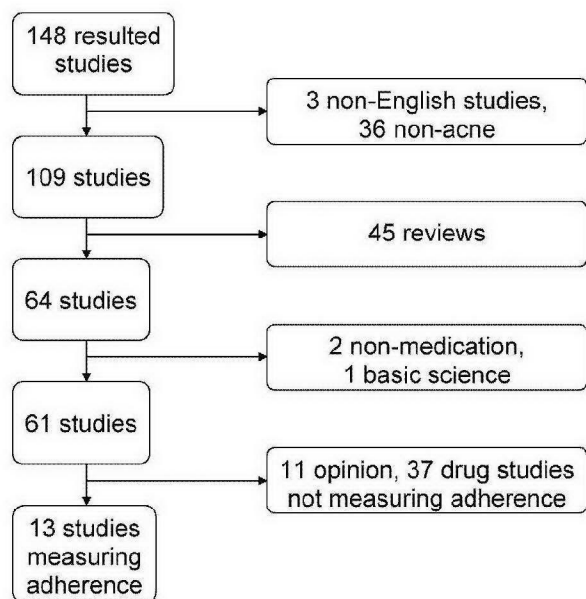 148 resulted
studies
3 non-English studies,
36 non-acne
109 studies
45 reviews
64 studies
2 non-medication,
1 basic science
61 studies
11 opinion, 37 drug studies
not measuring adherence
13 studies
measuring
adherence